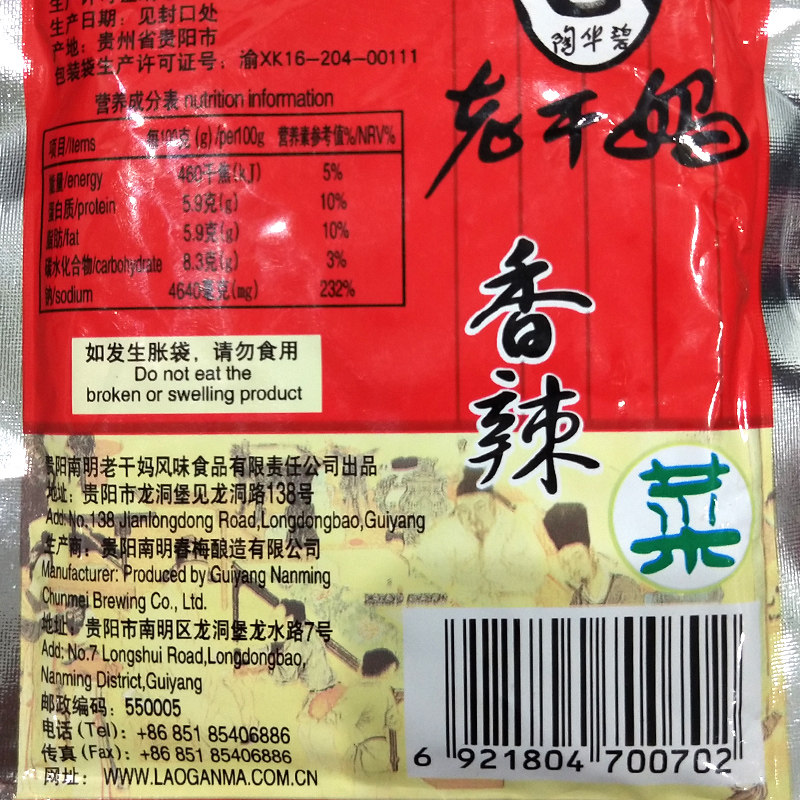 生产日期：见封口处
产地：贵州省贵阳市
包装袋生产许可证号：渝XK16-204-00111
陶华碧
老干妈
营养成分表 nutrition information
项目/Items 每100克(g)/per100g 营养素参考值%/NRV%
能量/energy 460千焦(kJ) 5%
蛋白质/protein 5.9克(g) 10%
脂肪/fat 5.9克(g) 10%
碳水化合物/carbohydrate 8.3克(g) 3%
钠/sodium 4640毫克(mg) 232%
香辣
菜
如发生胀袋，请勿食用
Do not eat the
broken or swelling product
贵阳南明老干妈风味食品有限责任公司出品
地址：贵阳市龙洞堡见龙洞路138号
Add:No.138 Jianlongdong Road,Longdongbao,Guiyang
生产商：贵阳南明春梅酿造有限公司
Manufacturer: Produced by Guiyang Nanming
Chunmei Brewing Co., Ltd.
地址：贵阳市南明区龙洞堡龙水路7号
Add: No.7 Longshui Road,Longdongbao,
Nanming District,Guiyang
邮政编码：550005
电话 (Tel)：+86 851 85406886
传真 (Fax)：+86 851 85406886
网址：WWW.LAOGANMA.COM.CN
6 921804 700702